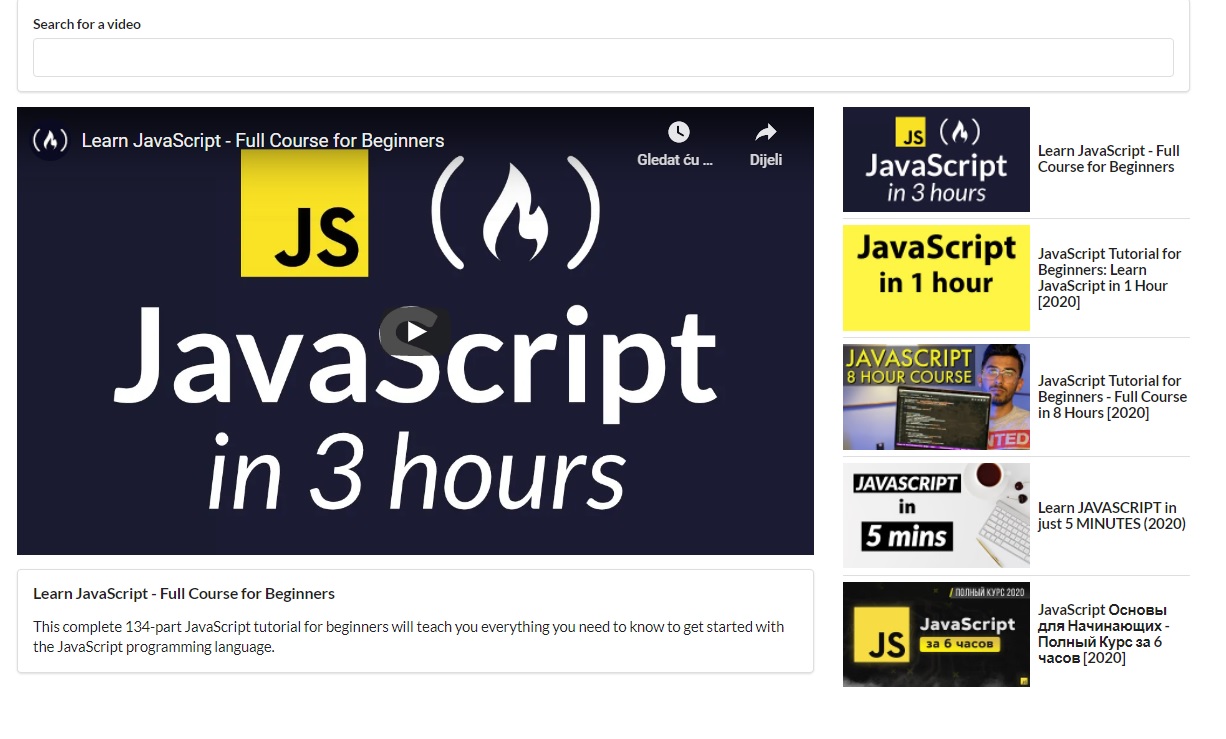 Search for a video
Learn JavaScript - Full Course for Beginners
Gledat ću ...
Dijeli
JS
JavaScript
in 3 hours
Learn JavaScript - Full Course for Beginners
This complete 134-part JavaScript tutorial for beginners will teach you everything you need to know to get started with
the JavaScript programming language.
JS
JavaScript
in 3 hours
Learn JavaScript - Full
Course for Beginners
JavaScript
in 1 hour
JavaScript Tutorial for
Beginners: Learn
JavaScript in 1 Hour
[2020]
JAVASCRIPT
8 HOUR COURSE
NTED
JavaScript Tutorial for
Beginners - Full Course
in 8 Hours [2020]
JAVASCRIPT
in
5 mins
Learn JAVASCRIPT in
just 5 MINUTES (2020)
/ ПОЛНЫЙ КУРС 2020
JS
JavaScript
за 6 часов
JavaScript Основы
для Начинающих -
Полный Курс за 6
часов [2020]